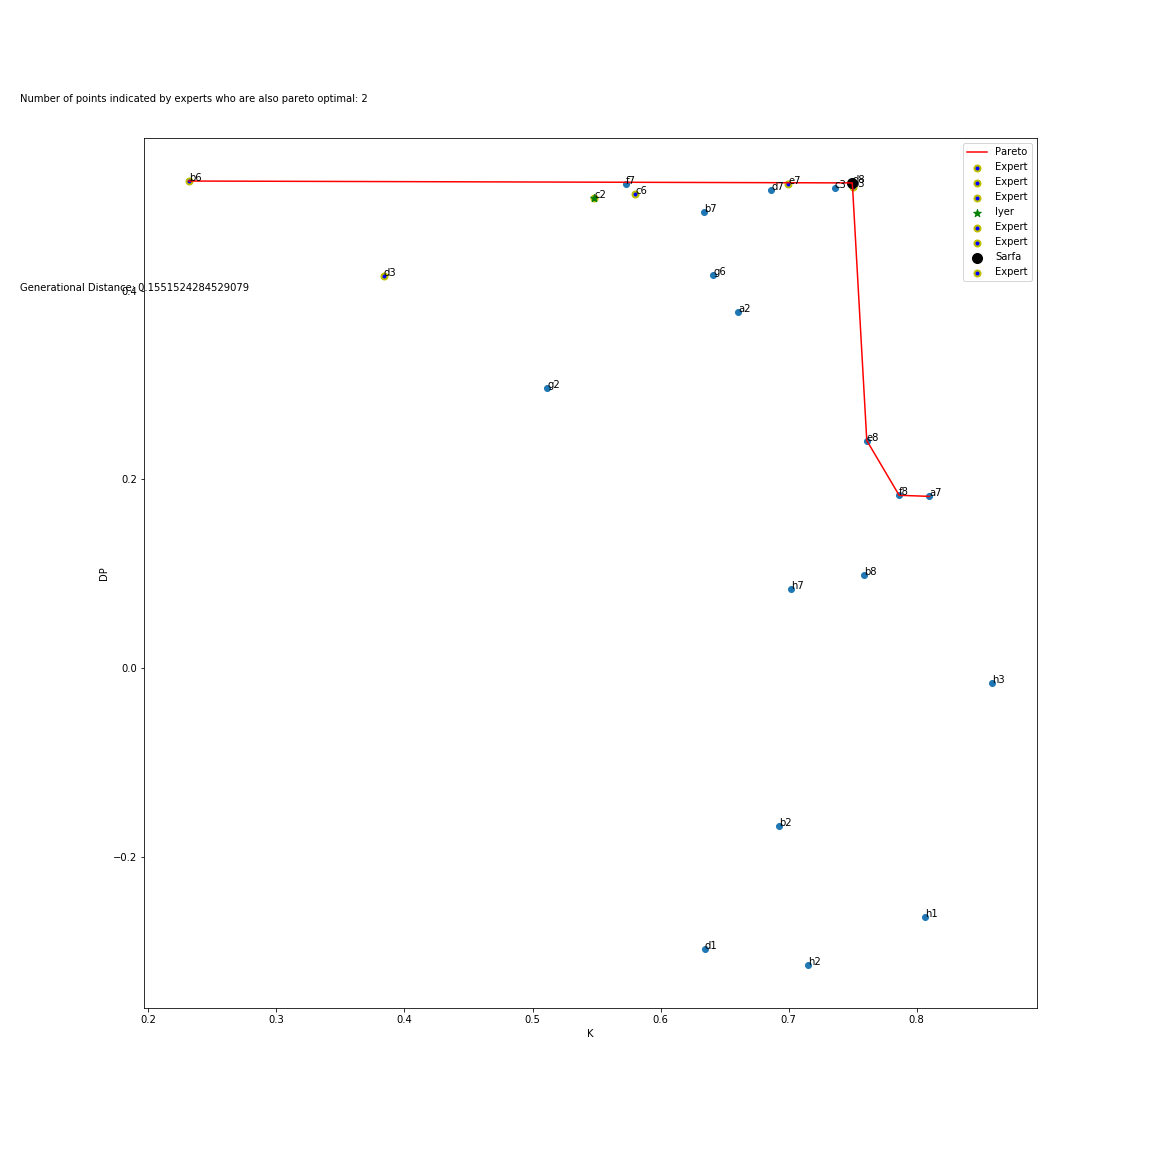 Number of points indicated by experts who are also pareto optimal: 2
Pareto
Expert
Expert
Expert
Iyer
Expert
Expert
Sarfa
Expert
b6
f7
e7
d8
d7
c3
c6
c2
b7
d3
g6
Generational Distance: 0.1551524284529079
0.4
a2
g2
e8
0.2
f8
a7
DP
b8
h7
0.0
h3
b2
−0.2
h1
d1
h2
0.2 0.3 0.4 0.5 0.6 0.7 0.8
K